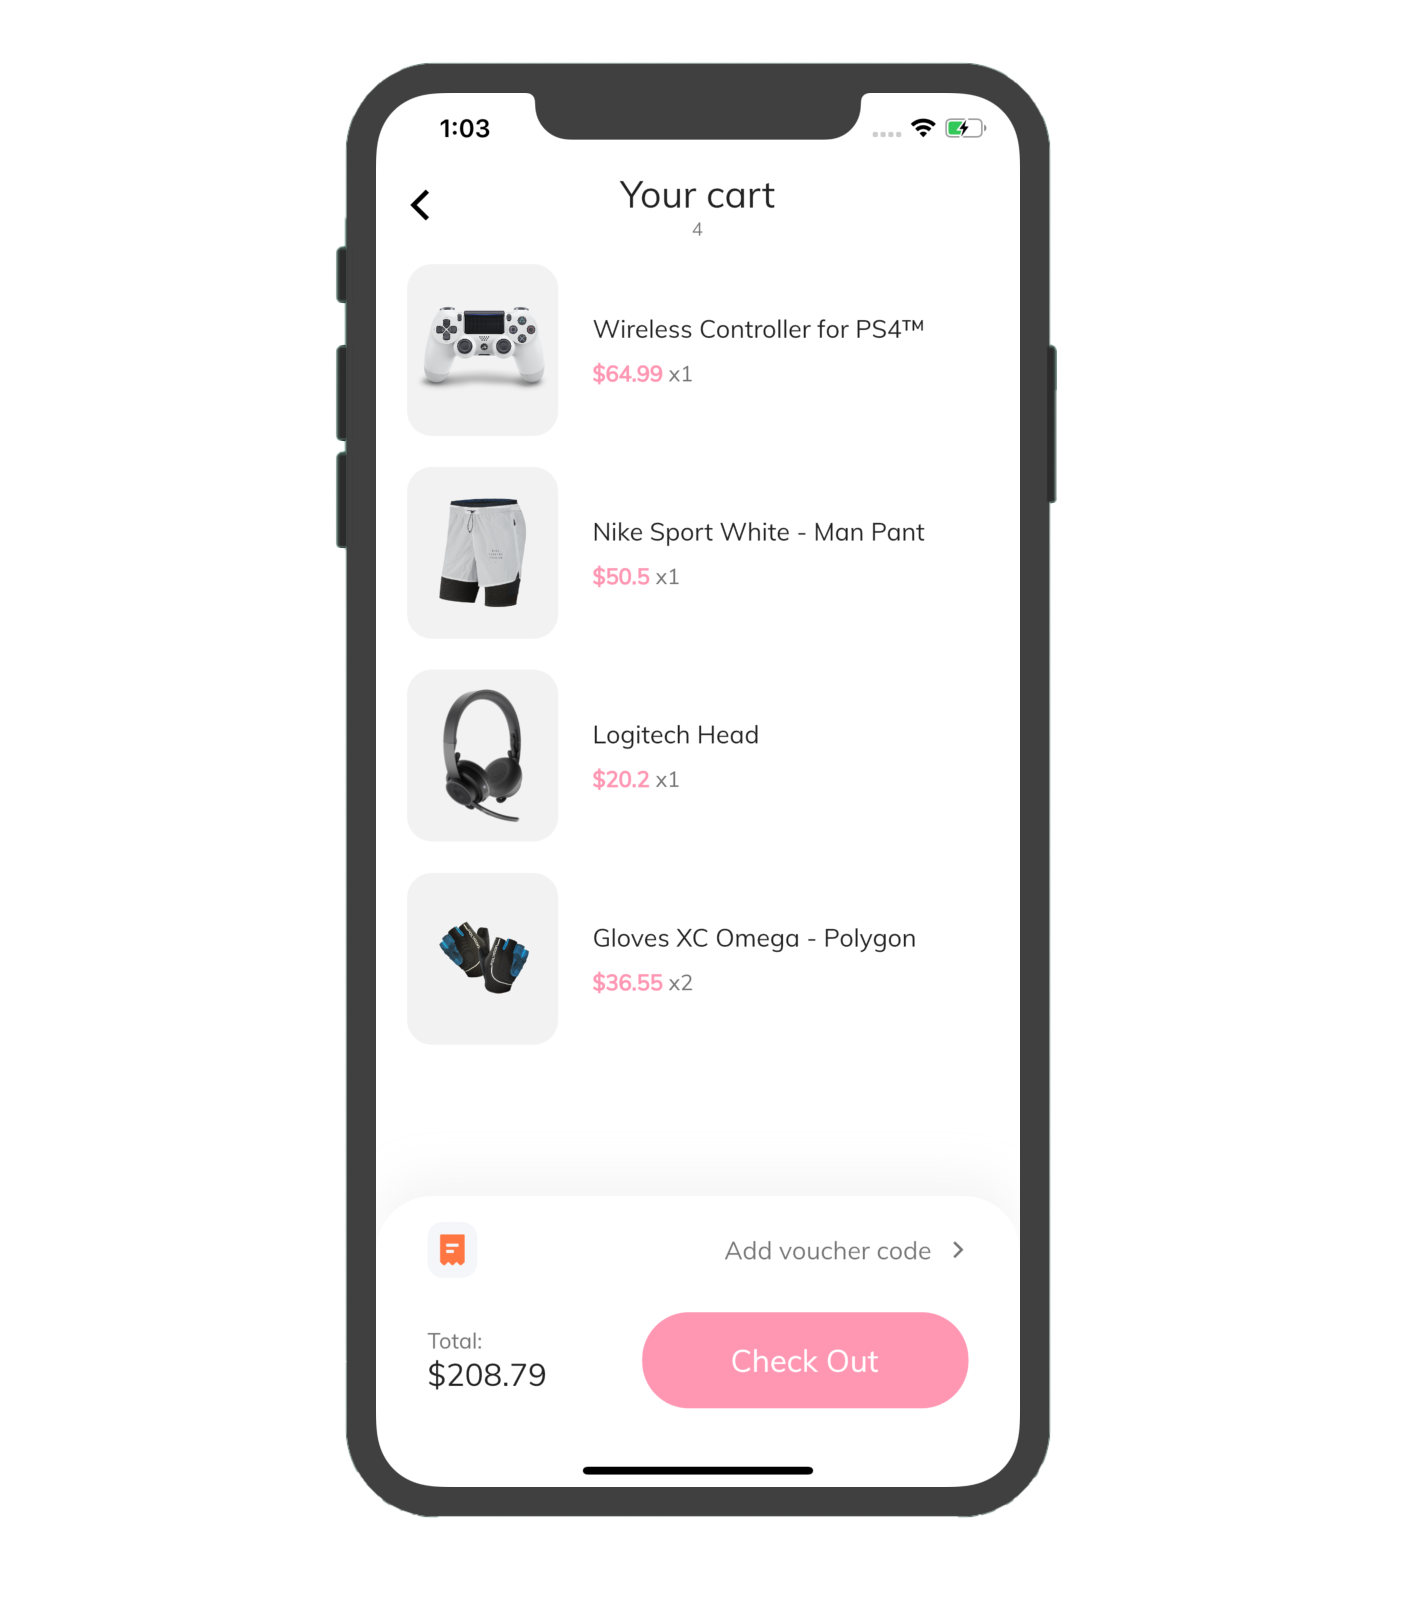 1:03
Your cart
4
Wireless Controller for PS4™
$64.99 x1
Nike Sport White - Man Pant
$50.5 x1
Logitech Head
$20.2 x1
Gloves XC Omega - Polygon
$36.55 x2
Add voucher code
Total:
$208.79
Check Out